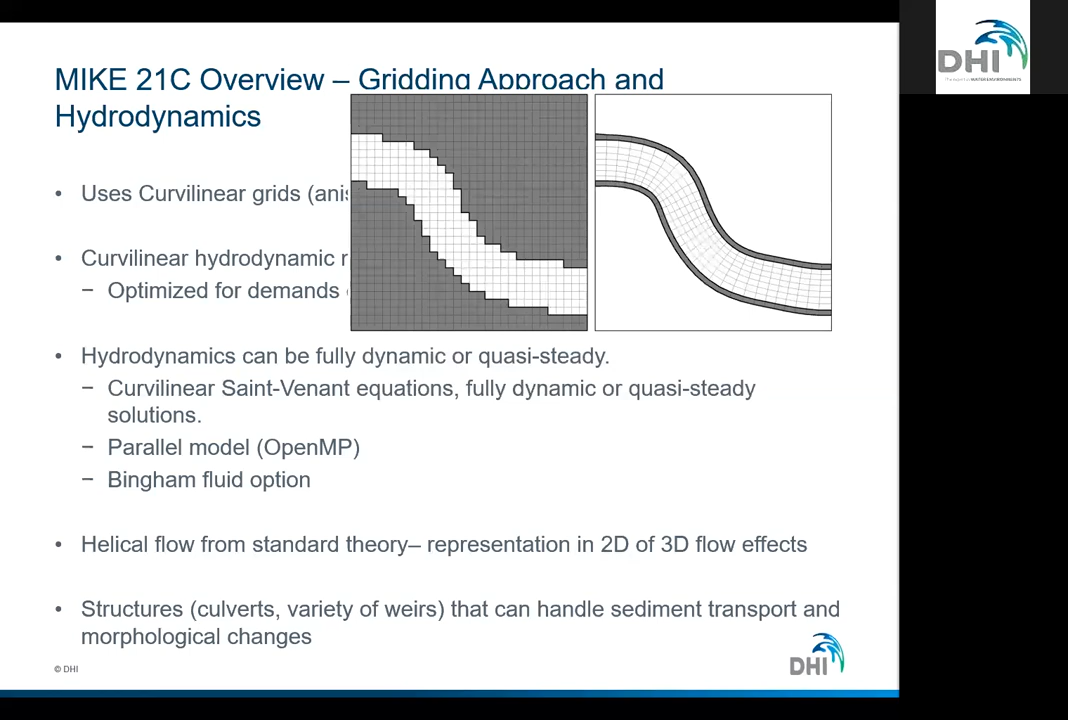 MIKE 21C Overview – Gridding Approach and
Hydrodynamics
• Uses Curvilinear grids
• Curvilinear hydrodynamic
− Optimized for demands
• Hydrodynamics can be fully dynamic or quasi-steady.
− Curvilinear Saint-Venant equations, fully dynamic or quasi-steady
solutions.
− Parallel model (OpenMP)
− Bingham fluid option
• Helical flow from standard theory– representation in 2D of 3D flow effects
• Structures (culverts, variety of weirs) that can handle sediment transport and
morphological changes
© DHI
DHI
DHI